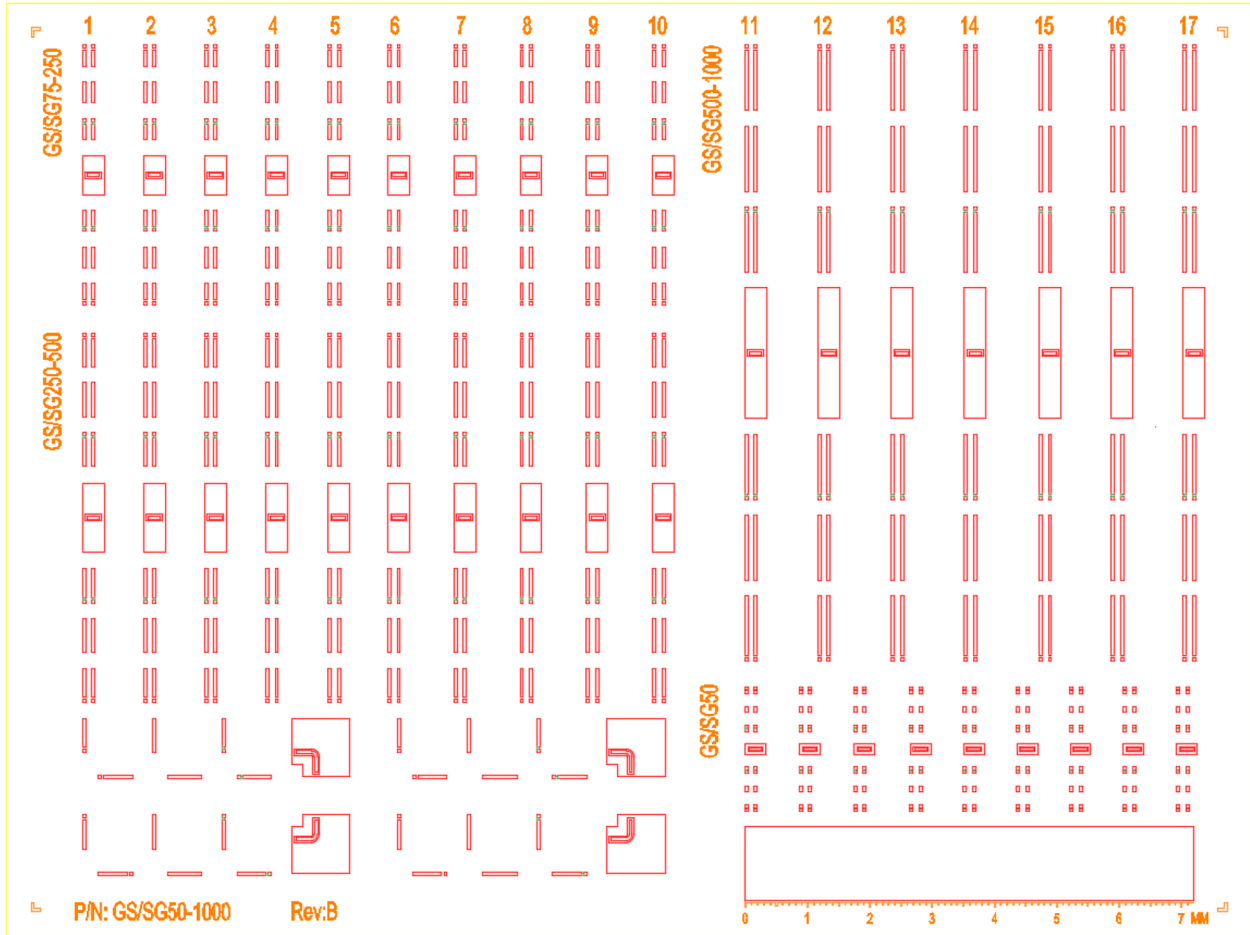 1 2 3 4 5 6 7 8 9 10 11 12 13 14 15 16 17
GS/SG75-250
GS/SG500-1000
GS/SG250-500
GS/SG50
P/N: GS/SG50-1000 Rev:B
0 1 2 3 4 5 6 7 MM